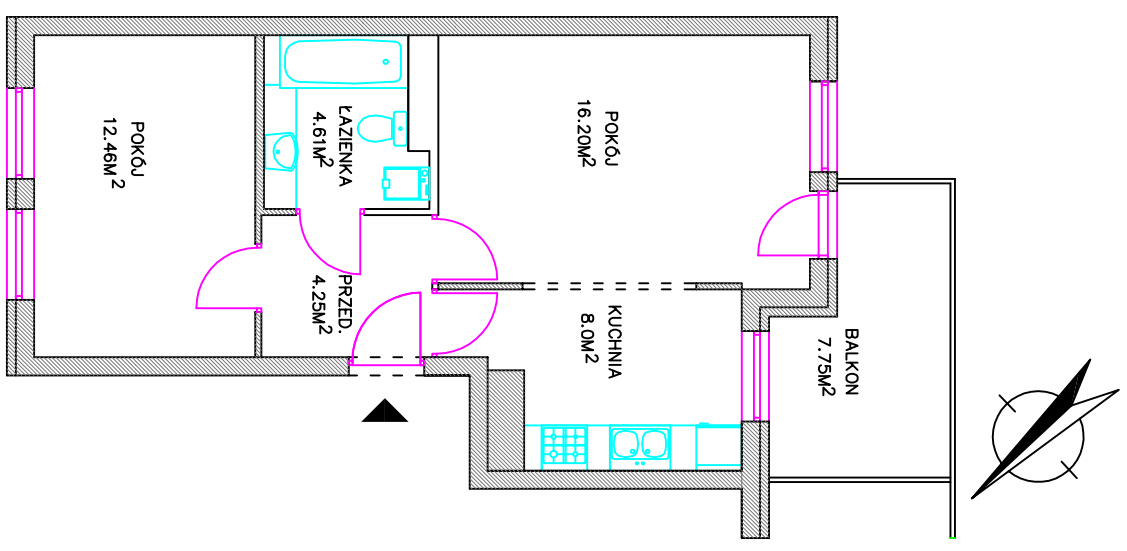 POKÓJ
12.46M²
ŁAZIENKA
4.61M²
POKÓJ
16.20M²
PRZED.
4.25M²
KUCHNIA
8.0M²
BALKON
7.75M²